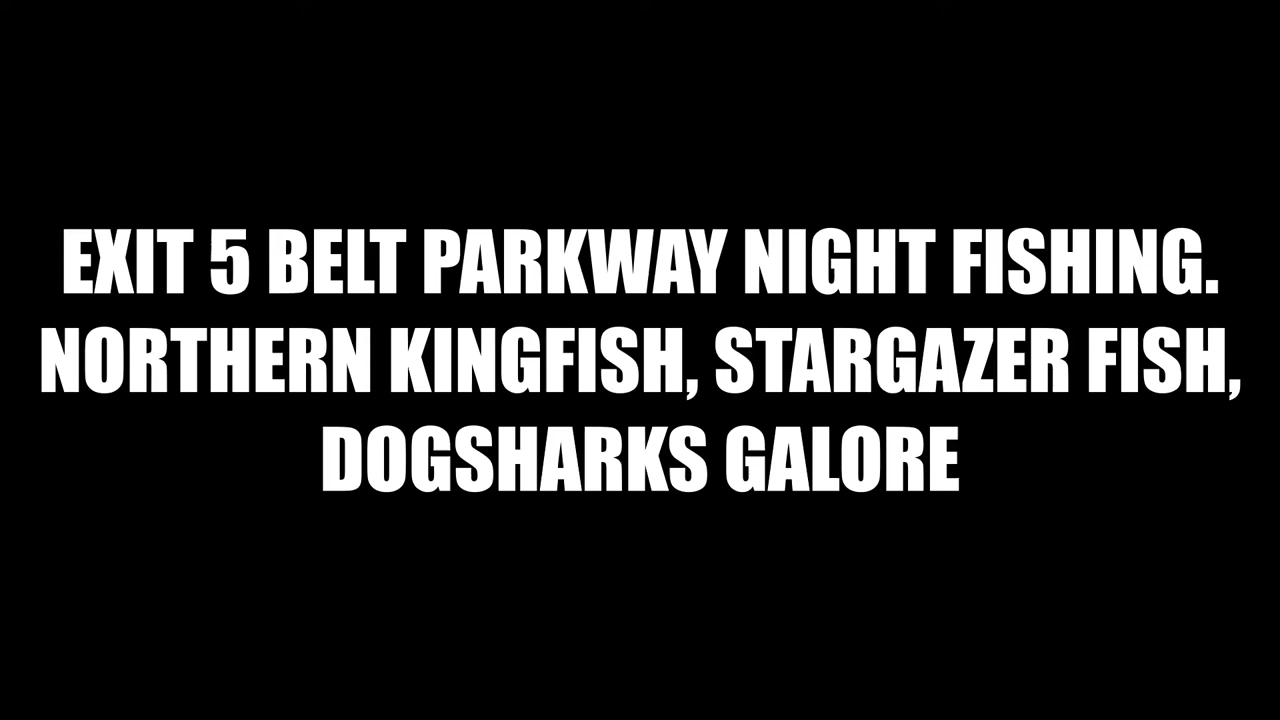 EXIT 5 BELT PARKWAY NIGHT FISHING.
NORTHERN KINGFISH, STARGAZER FISH,
DOGSHARKS GALORE